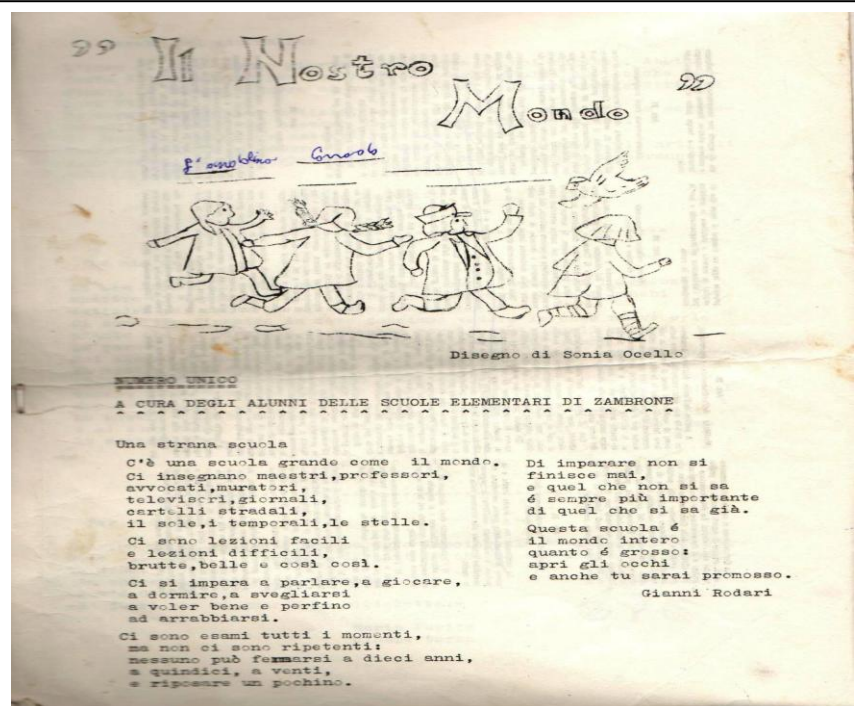 " Il Nostro
Mondo "
Disegno di Sonia Ocello
NUMERO UNICO
A CURA DEGLI ALUNNI DELLE SCUOLE ELEMENTARI DI ZAMBRONE
Una strana scuola
C'è una scuola grande come il mondo.
Ci insegnano maestri,professori,
avvocati,muratori,
televisori,giornali,
cartelli stradali,
il sole,i temporali,le stelle.
Ci sono lezioni facili
e lezioni difficili,
brutte,belle e così così.
Ci si impara a parlare,a giocare,
a dormire,a svegliarsi
a voler bene e perfino
ad arrabbiarsi.
Ci sono esami tutti i momenti,
ma non ci sono ripetenti:
nessuno può fermarsi a dieci anni,
a quindici, a venti,
e riposare un pochino.
Di imparare non si
finisce mai,
e quel che non si sa
é sempre più importante
di quel che si sa già.
Questa scuola é
il mondo intero
quanto é grosso:
apri gli occhi
e anche tu sarai promosso.
Gianni Rodari